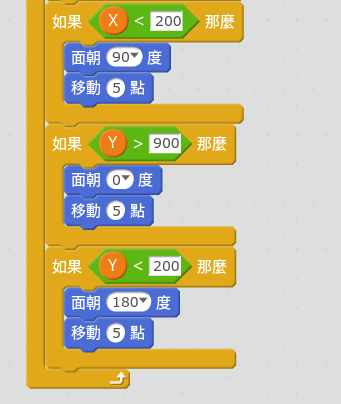 如果 X < 200 那麼
面朝 90 度
移動 5 點
如果 Y > 900 那麼
面朝 0 度
移動 5 點
如果 Y < 200 那麼
面朝 180 度
移動 5 點